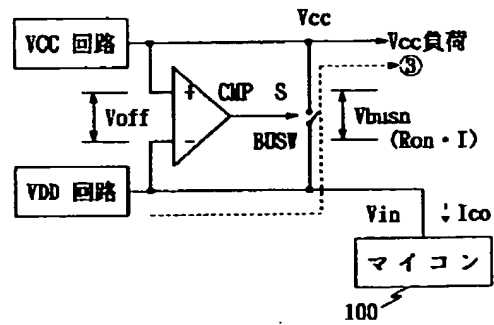 Vcc
VCC 回路
Vcc負荷
③
+
CMP S
Voff
Vbusn
−
BUSW
(Ron・I)
VDD 回路
Vin
Ico
マイコン
100